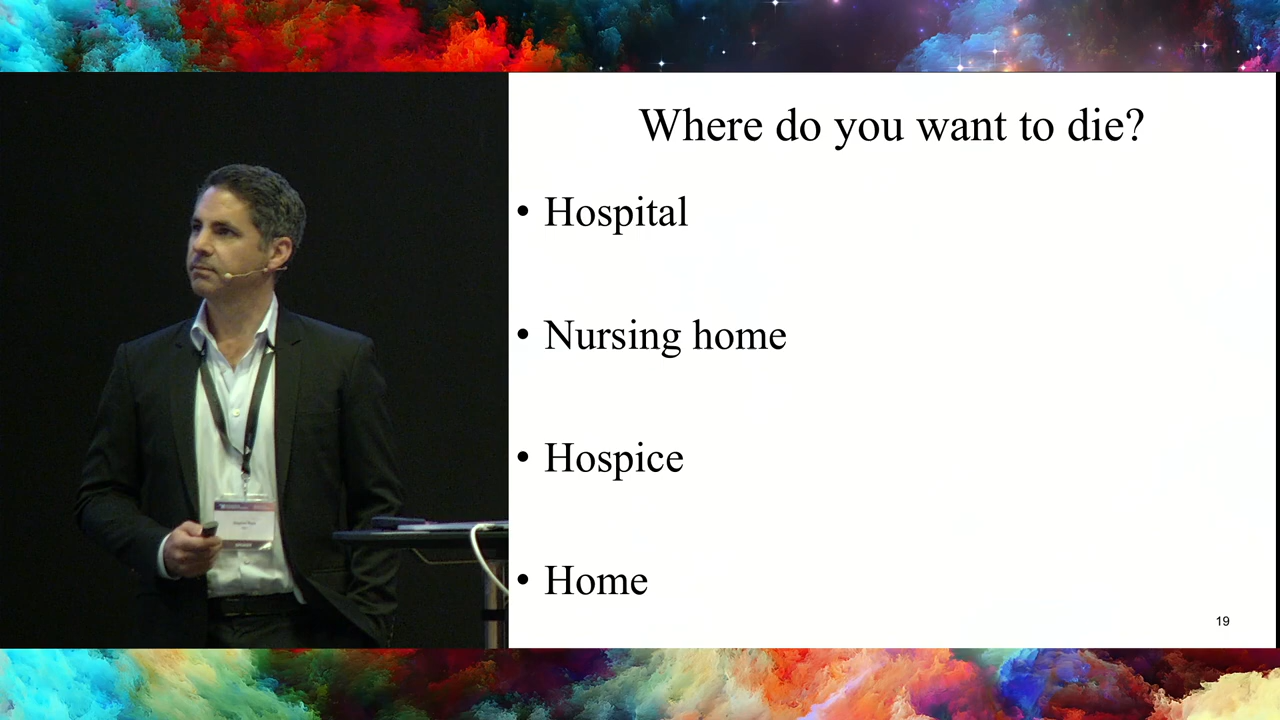 Where do you want to die?
• Hospital
• Nursing home
• Hospice
• Home
19